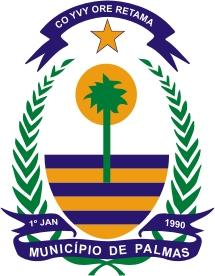 CO YVY ORE RETAMA
1º JAN 1990
MUNICÍPIO DE PALMAS